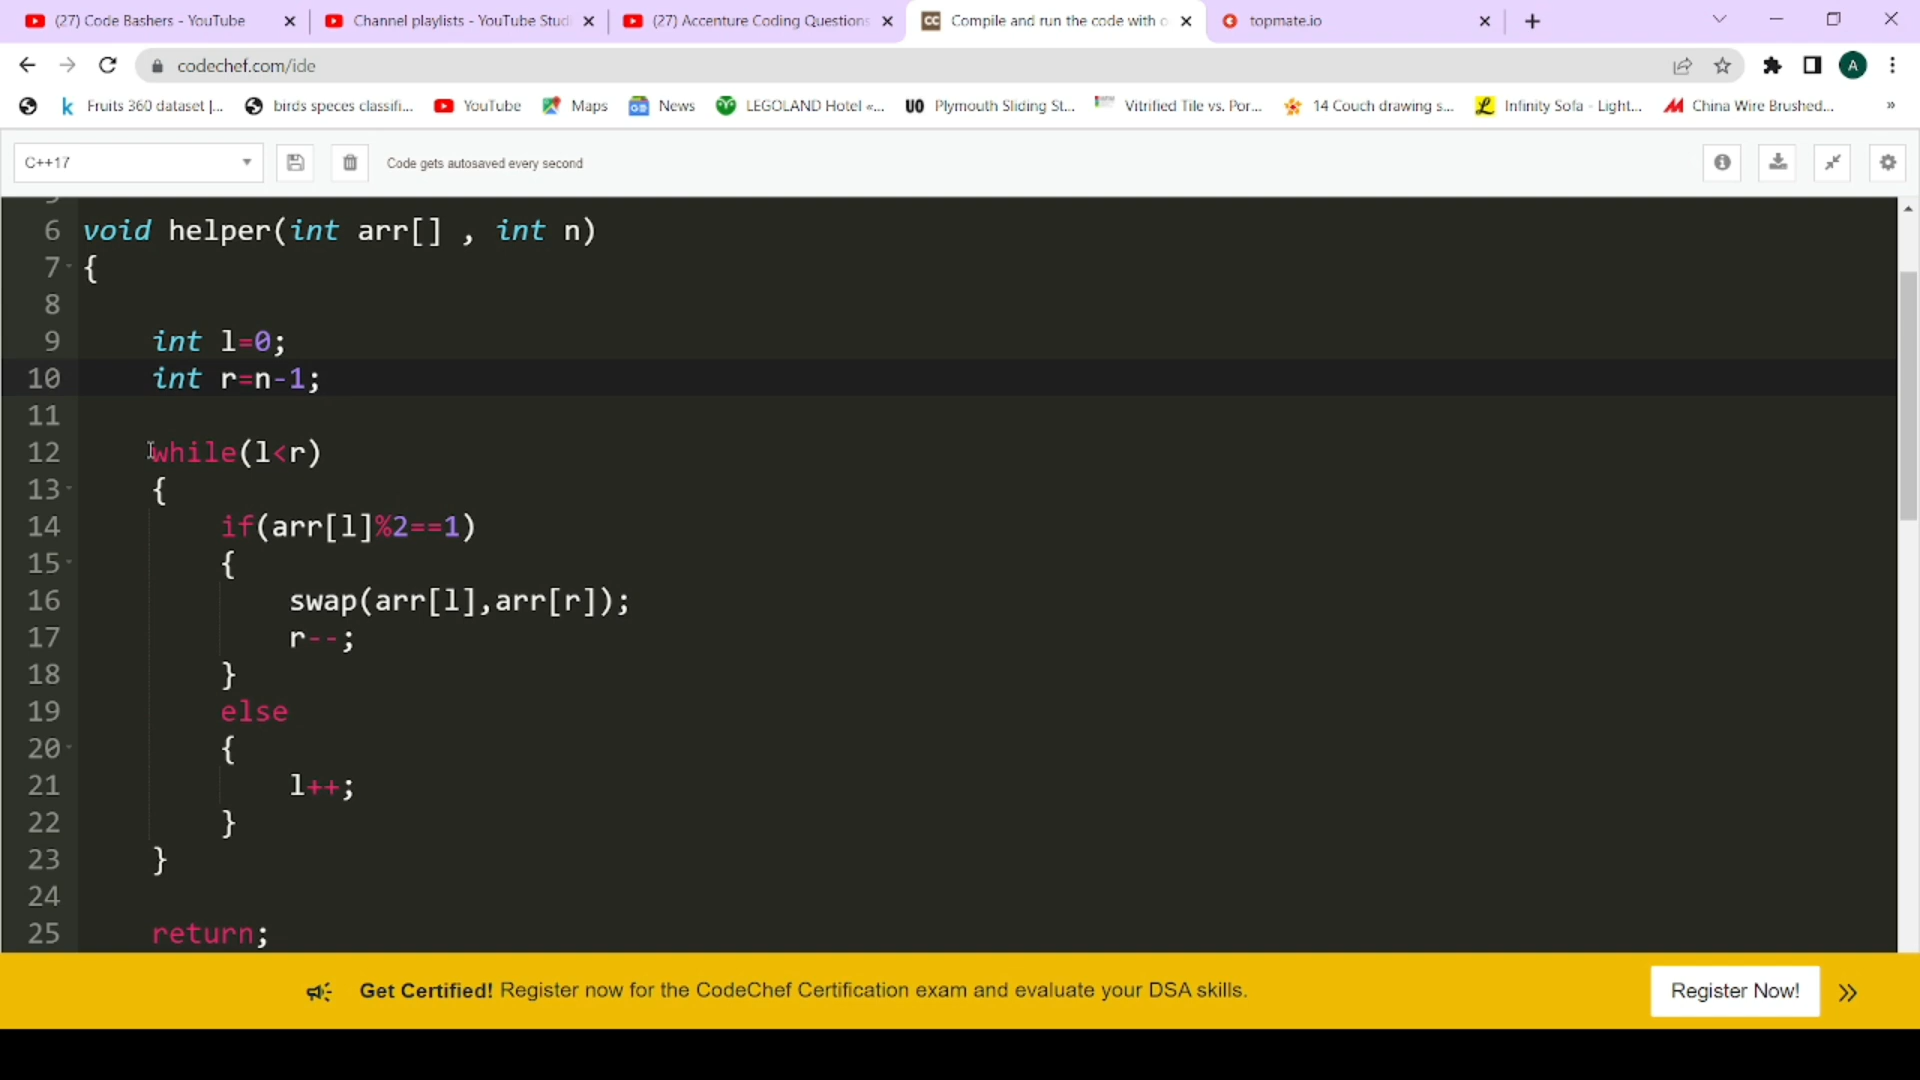 (27) Code Bashers - YouTube
Channel playlists - YouTube Stud
(27) Accenture Coding Questions
CC Compile and run the code with o
topmate.io
codechef.com/ide
A
k Fruits 360 dataset |...
birds speces classifi...
YouTube
Maps
News
LEGOLAND Hotel «...
UO Plymouth Sliding St...
Vitrified Tile vs. Por...
14 Couch drawing s...
Infinity Sofa - Light...
China Wire Brushed...
»
C++17
Code gets autosaved every second
6 void helper(int arr[] , int n)
7 {
8
9 int l=0;
10 int r=n-1;
11
12 while(l<r)
13 {
14 if(arr[l]%2==1)
15 {
16 swap(arr[l],arr[r]);
17 r--;
18 }
19 else
20 {
21 l++;
22 }
23 }
24
25 return;
Get Certified! Register now for the CodeChef Certification exam and evaluate your DSA skills.
Register Now!